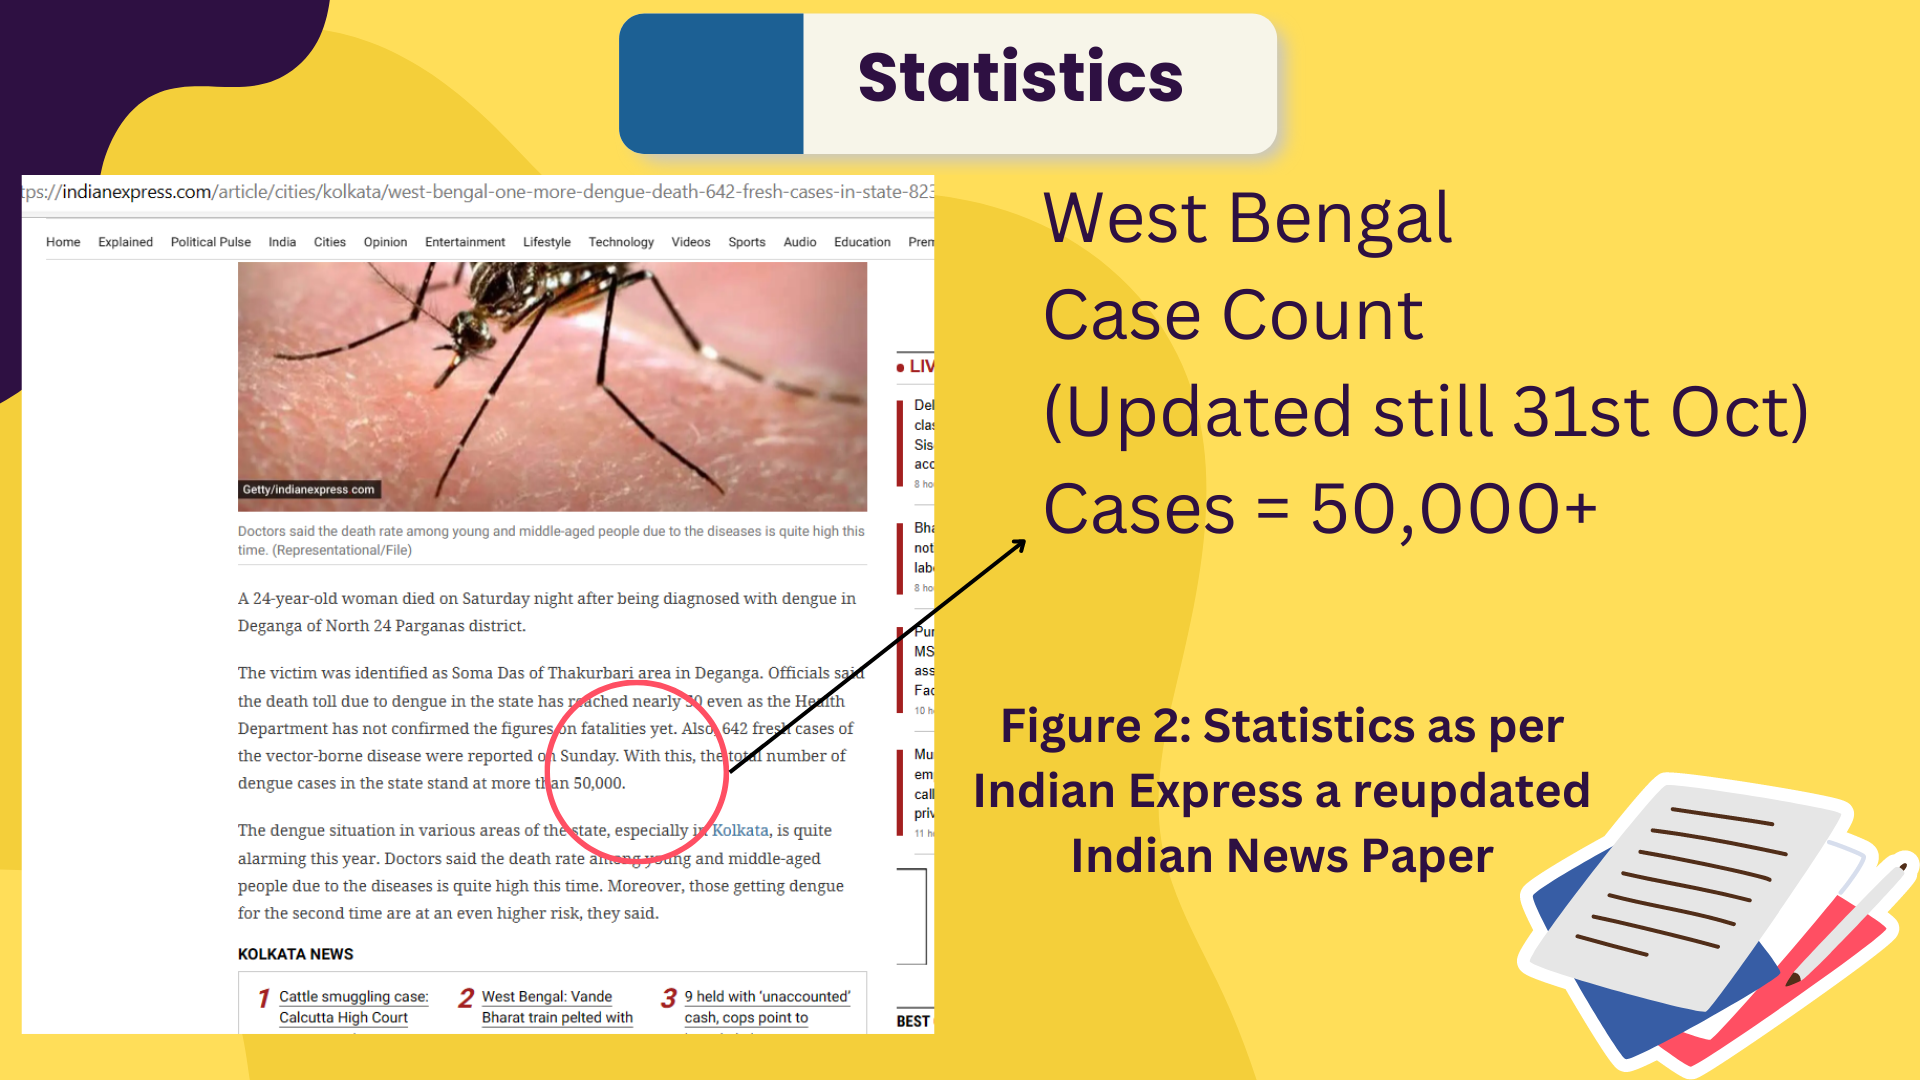 Statistics
tps://indianexpress.com/article/cities/kolkata/west-bengal-one-more-dengue-death-642-fresh-cases-in-state-823
Home Explained Political Pulse India Cities Opinion Entertainment Lifestyle Technology Videos Sports Audio Education Prem
Getty/indianexpress com
Doctors said the death rate among young and middle-aged people due to the diseases is quite high this
time. (Representational/File)
A 24-year-old woman died on Saturday night after being diagnosed with dengue in
Deganga of North 24 Parganas district.
The victim was identified as Soma Das of Thakurbari area in Deganga. Officials said
the death toll due to dengue in the state has reached nearly 50 even as the Health
Department has not confirmed the figures on fatalities yet. Also, 642 fresh cases of
the vector-borne disease were reported on Sunday. With this, the total number of
dengue cases in the state stand at more than 50,000.
The dengue situation in various areas of the state, especially in Kolkata, is quite
alarming this year. Doctors said the death rate among young and middle-aged
people due to the diseases is quite high this time. Moreover, those getting dengue
for the second time are at an even higher risk, they said.
KOLKATA NEWS
1 Cattle smuggling case:
Calcutta High Court
2 West Bengal: Vande
Bharat train pelted with
3 9 held with ‘unaccounted’
cash, cops point to
LIV
Del
clas
Sis
acc
8 ho
Bha
not
lab
8 ho
Pun
MS
ass
Fac
10 h
Mu
em
call
priv
11 h
BEST
West Bengal
Case Count
(Updated still 31st Oct)
Cases = 50,000+
Figure 2: Statistics as per
Indian Express a reupdated
Indian News Paper